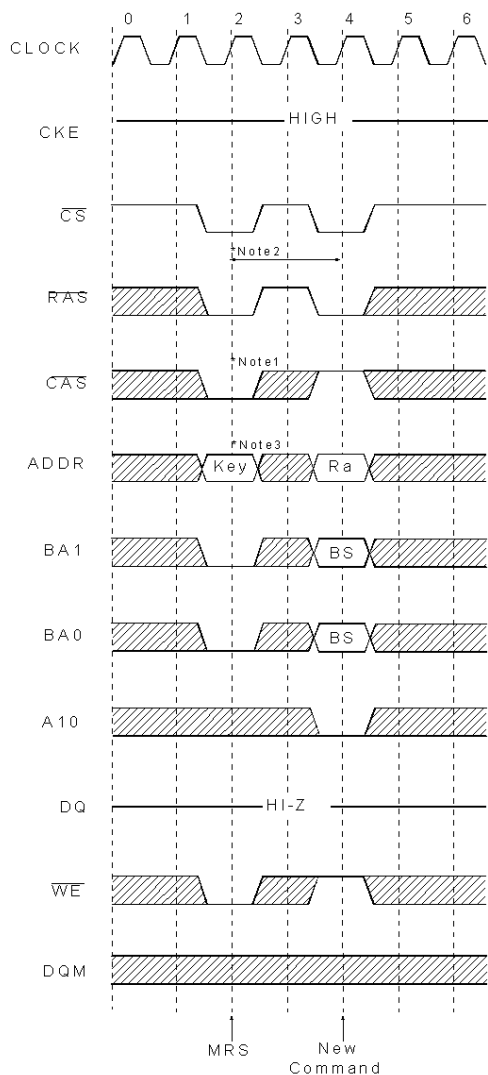 0 1 2 3 4 5 6
CLOCK
CKE HIGH
CS
*Note2
RAS
*Note1
CAS
*Note3
ADDR Key Ra
BA1 BS
BA0 BS
A10
DQ HI-Z
WE
DQM
MRS New
Command